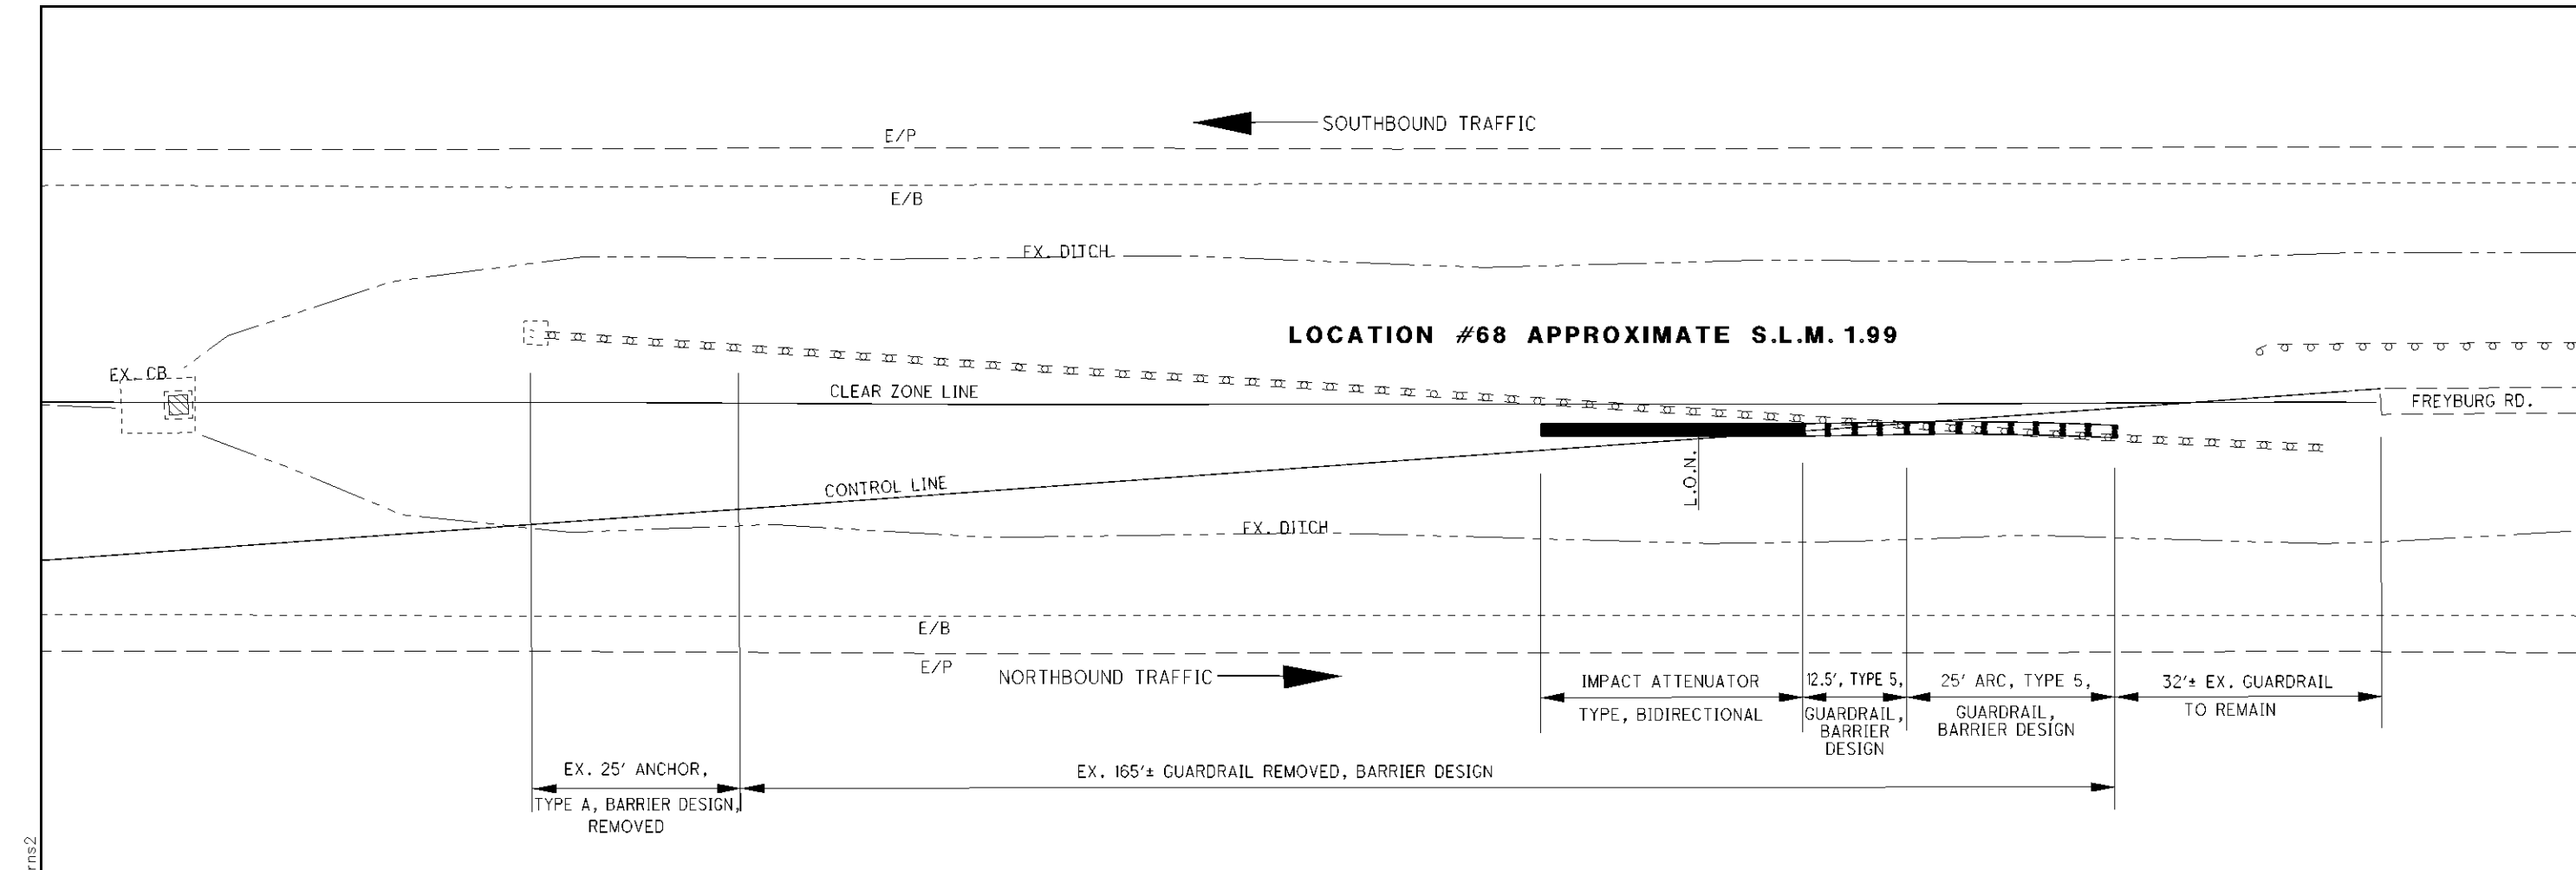 SOUTHBOUND TRAFFIC
E/P
E/B
EX. DITCH
LOCATION #68 APPROXIMATE S.L.M. 1.99
EX. CB
CLEAR ZONE LINE
FREYBURG RD.
L.O.N.
CONTROL LINE
EX. DITCH
E/B
E/P
NORTHBOUND TRAFFIC
IMPACT ATTENUATOR
TYPE, BIDIRECTIONAL
12.5', TYPE 5,
GUARDRAIL,
BARRIER
DESIGN
25' ARC, TYPE 5,
GUARDRAIL,
BARRIER DESIGN
32'± EX. GUARDRAIL
TO REMAIN
EX. 25' ANCHOR,
TYPE A, BARRIER DESIGN,
REMOVED
EX. 165'± GUARDRAIL REMOVED, BARRIER DESIGN
rns2